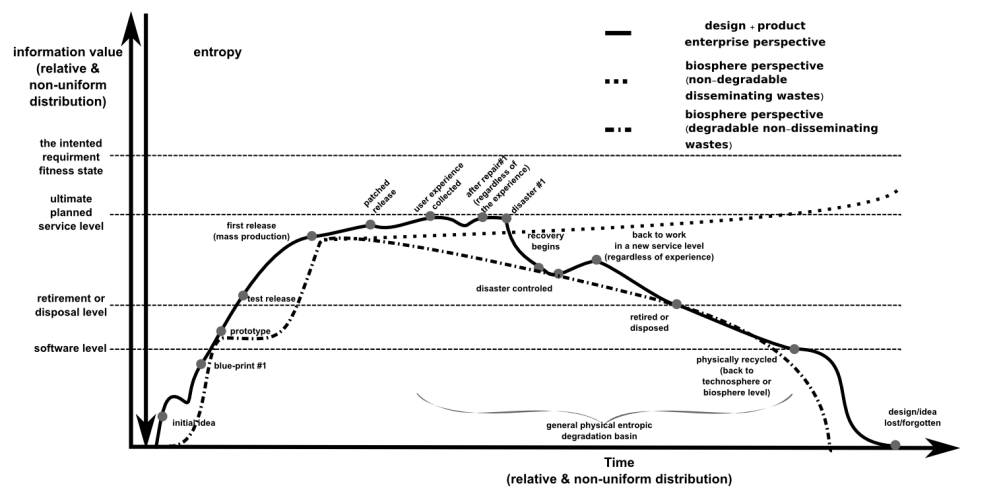 design + product
enterprise perspective
biosphere perspective
(non-degradable
disseminating wastes)
biosphere perspective
(degradable non-disseminating
wastes)
information value
(relative &
non-uniform
distribution)
entropy
the intented
requirment
fitness state
ultimate
planned
service level
retirement or
disposal level
software level
initial idea
blue-print #1
prototype
test release
first release
(mass production)
patched
release
user experience
collected
after repair#1
(regardless of
the experience)
disaster #1
recovery
begins
disaster controled
back to work
in a new service level
(regardless of experience)
retired or
disposed
physically recycled
(back to
technosphere or
biosphere level)
general physical entropic
degradation basin
design/idea
lost/forgotten
Time
(relative & non-uniform distribution)